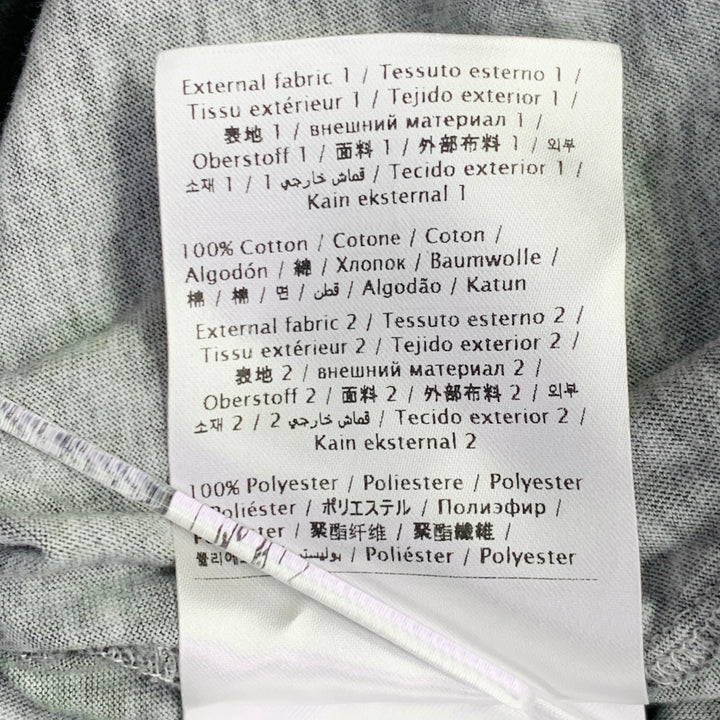 External fabric 1 / Tessuto esterno 1 /
Tissu extérieur 1 / Tejido exterior 1 /
表地 1 / внешний материал 1 /
Oberstoff 1 / 面料 1 / 外部布料 1 / 외부
소재 1 / 1 قماش خارجي / Tecido exterior 1 /
Kain eksternal 1
100% Cotton / Cotone / Coton /
Algodón / 綿 / Хлопок / Baumwolle /
棉 / 棉 / 면 / قطن / Algodão / Katun
External fabric 2 / Tessuto esterno 2 /
Tissu extérieur 2 / Tejido exterior 2 /
表地 2 / внешний материал 2 /
Oberstoff 2 / 面料 2 / 外部布料 2 / 외부
소재 2 / 2 قماش خارجي / Tecido exterior 2 /
Kain eksternal 2
100% Polyester / Poliestere / Polyester
Poliéster / ポリエステル / Полиэфир /
/ 聚酯纤维 / 聚酯纖維 /
/ Poliéster / Polyester